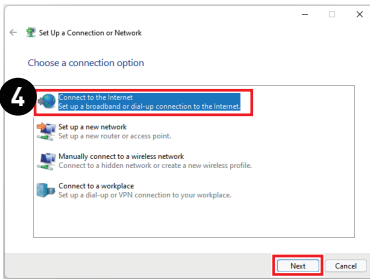 Set Up a Connection or Network
Choose a connection option
4
Connect to the Internet
Set up a broadband or dial-up connection to the Internet.
Set up a new network
Set up a new router or access point.
Manually connect to a wireless network
Connect to a hidden network or create a new wireless profile.
Connect to a workplace
Set up a dial-up or VPN connection to your workplace.
Next Cancel